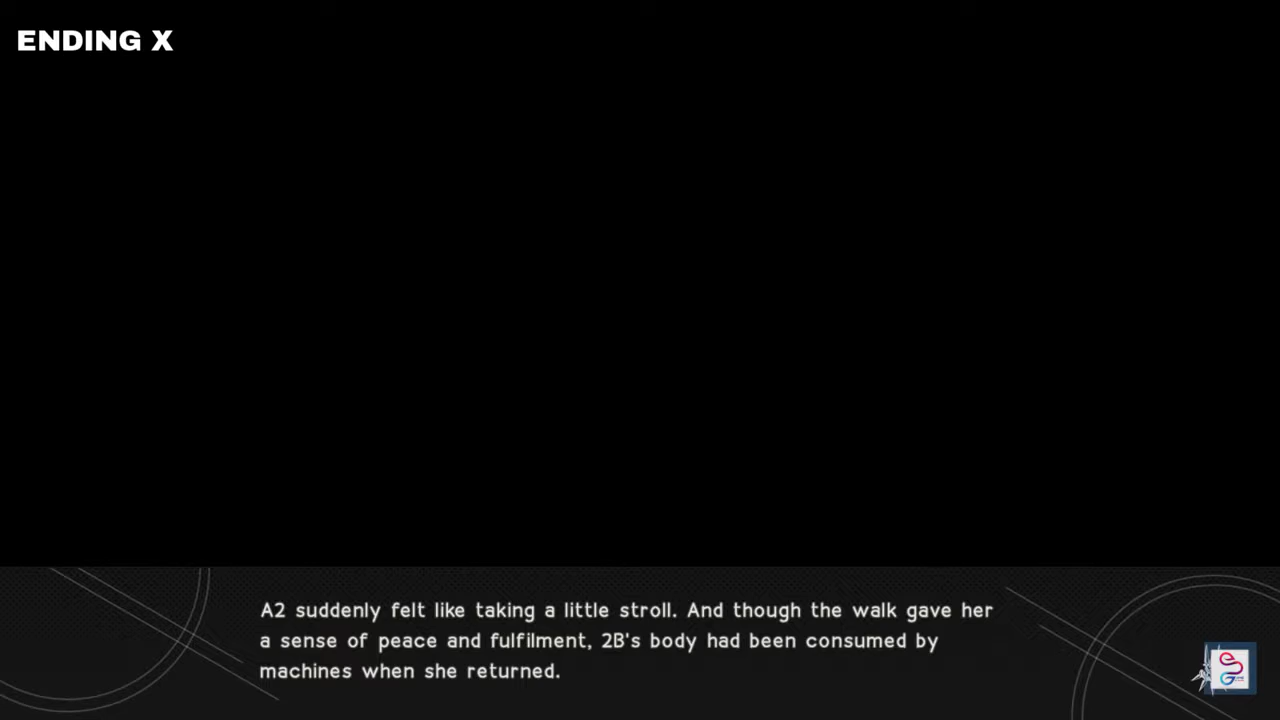 ENDING X
A2 suddenly felt like taking a little stroll. And though the walk gave her
a sense of peace and fulfilment, 2B's body had been consumed by
machines when she returned.